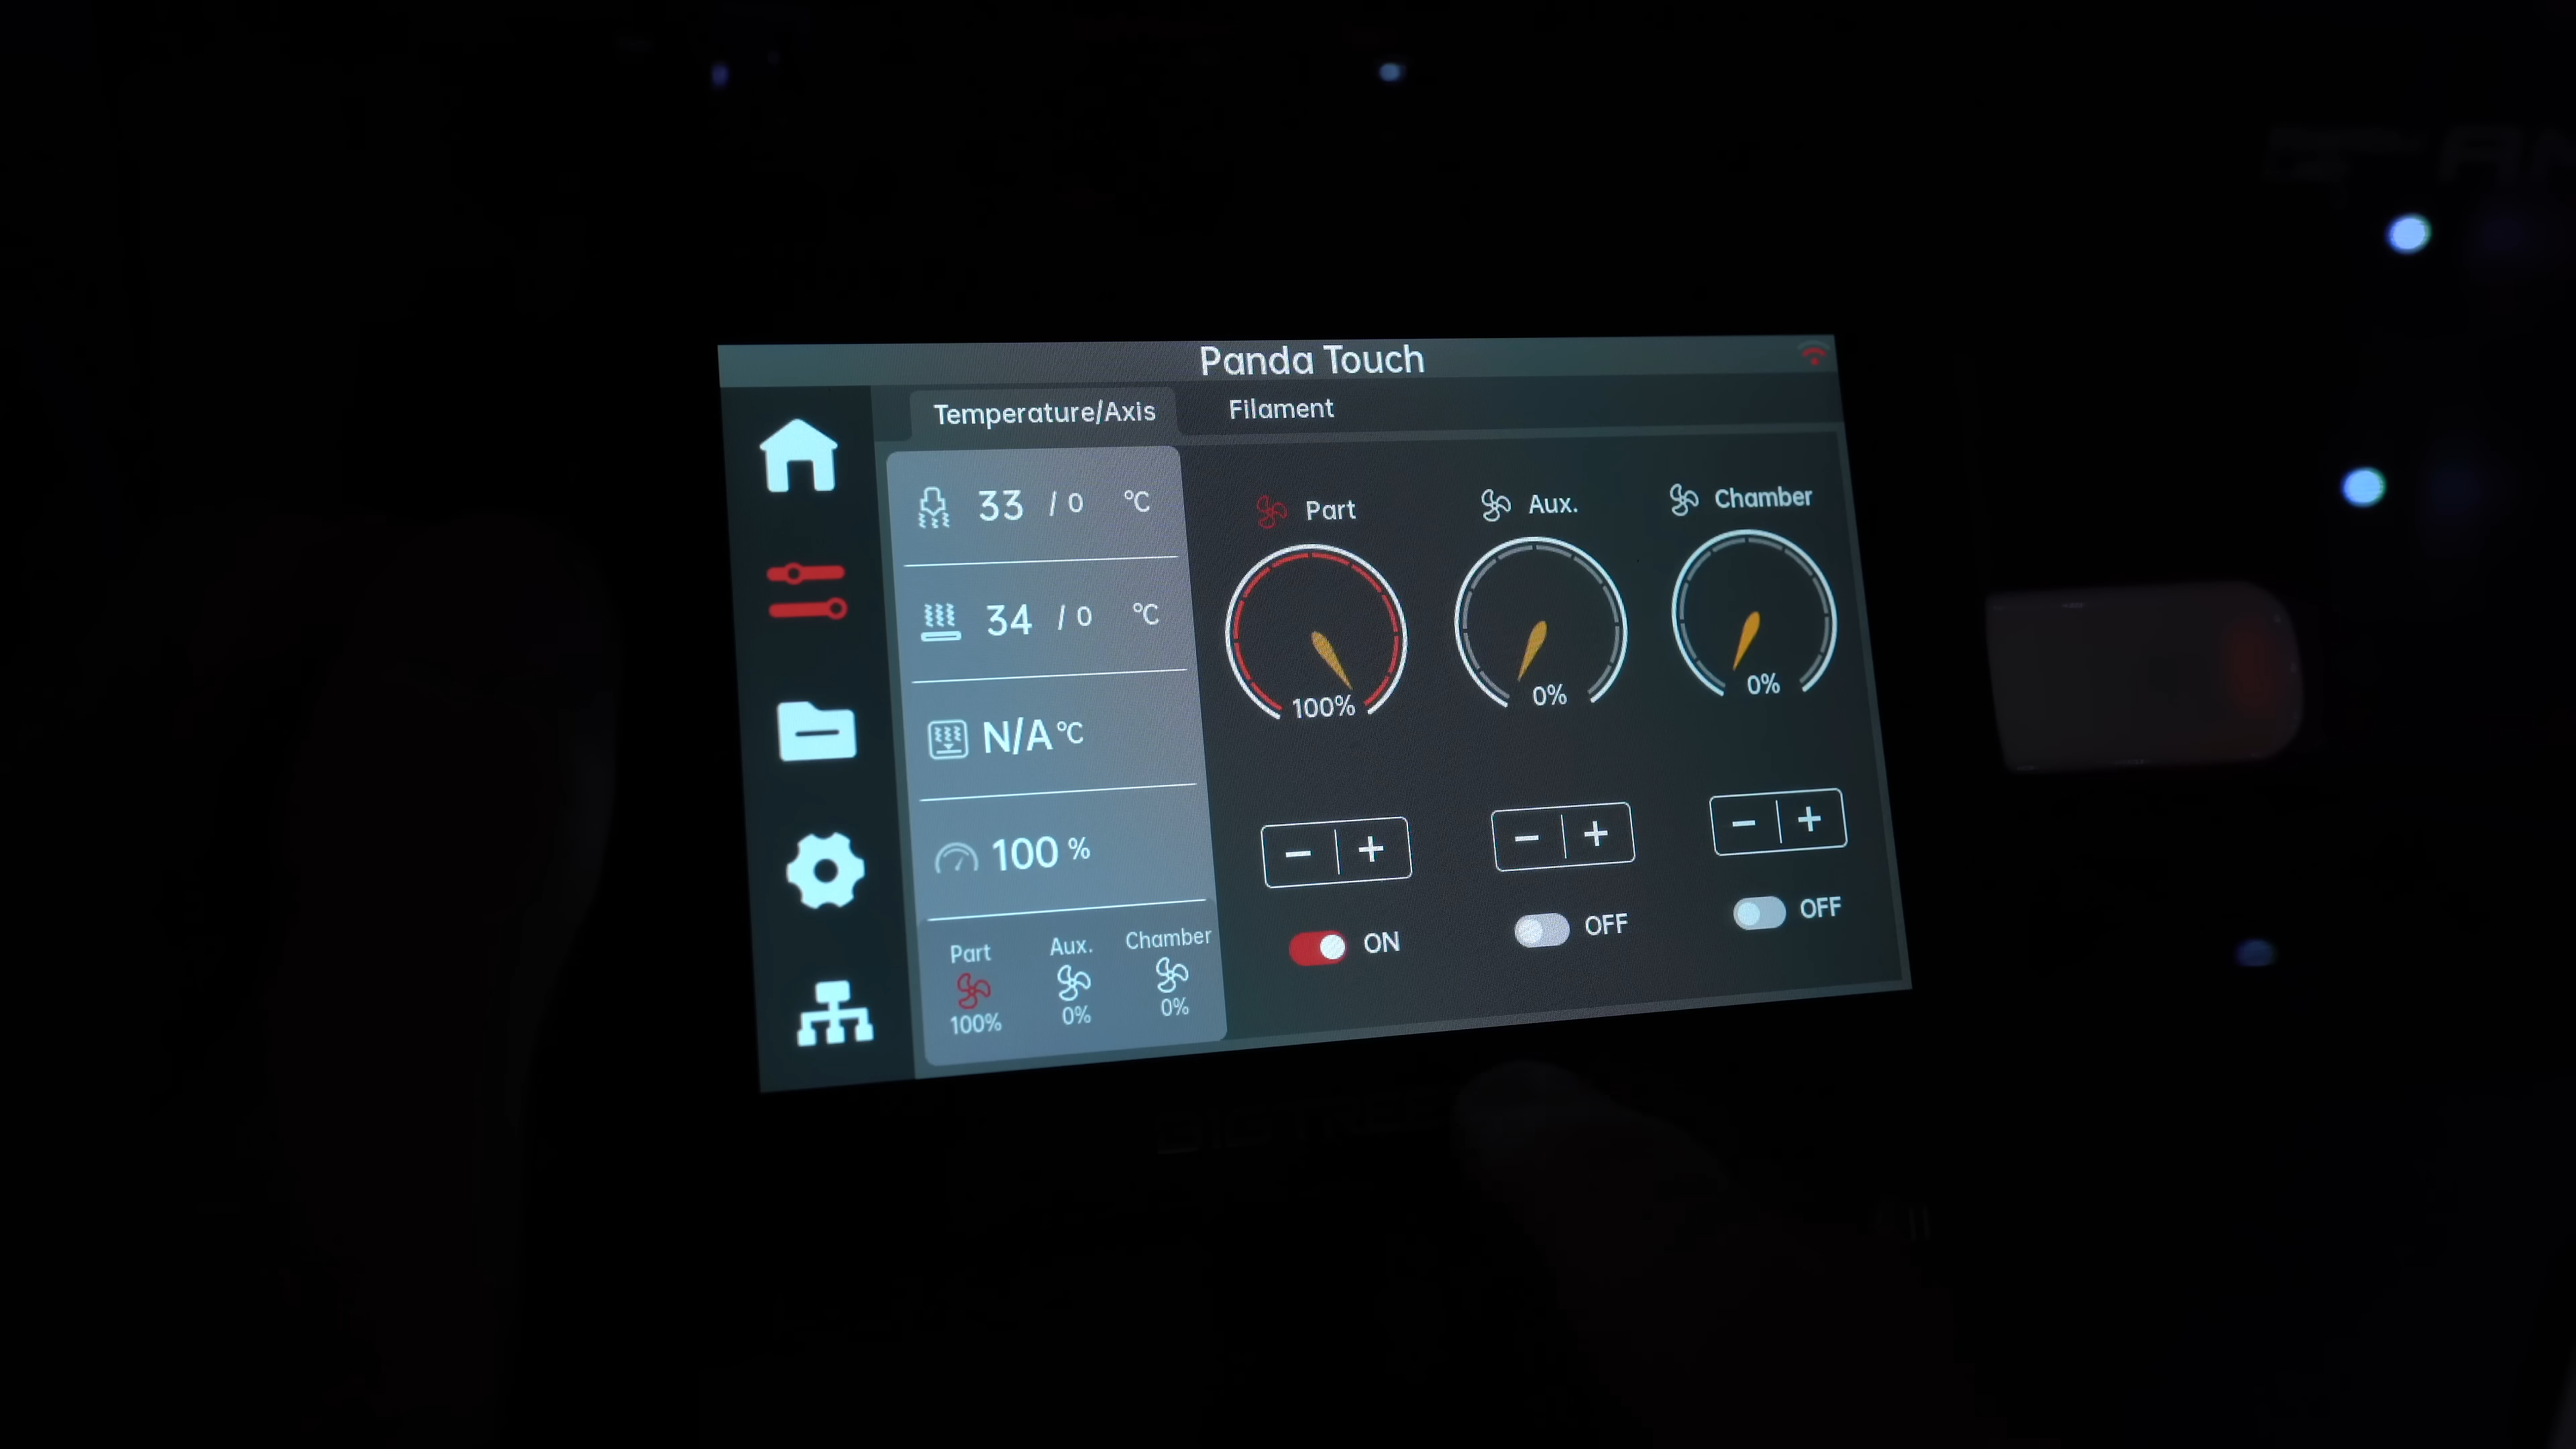 Panda Touch
Temperature/Axis
Filament
33 / 0 °C
34 / 0 °C
N/A °C
100 %
Part
Aux.
Chamber
100%
0%
0%
Part
Aux.
Chamber
100%
0%
0%
− +
− +
− +
ON
OFF
OFF